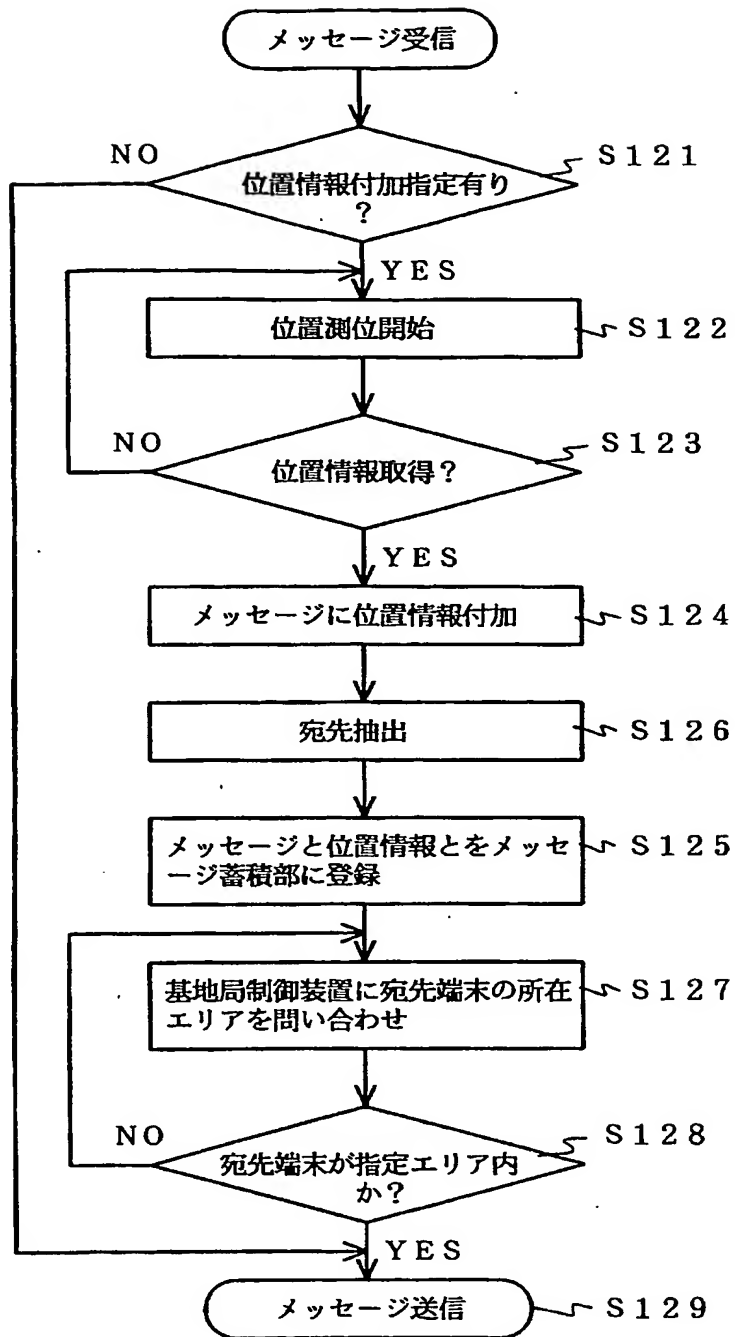 メッセージ受信
NO
S121
位置情報付加指定有り
?
YES
位置測位開始
S122
NO
S123
位置情報取得?
YES
メッセージに位置情報付加
S124
宛先抽出
S126
メッセージと位置情報とをメッセ
ージ蓄積部に登録
S125
基地局制御装置に宛先端末の所在
エリアを問い合わせ
S127
NO
S128
宛先端末が指定エリア内
か?
YES
メッセージ送信
S129